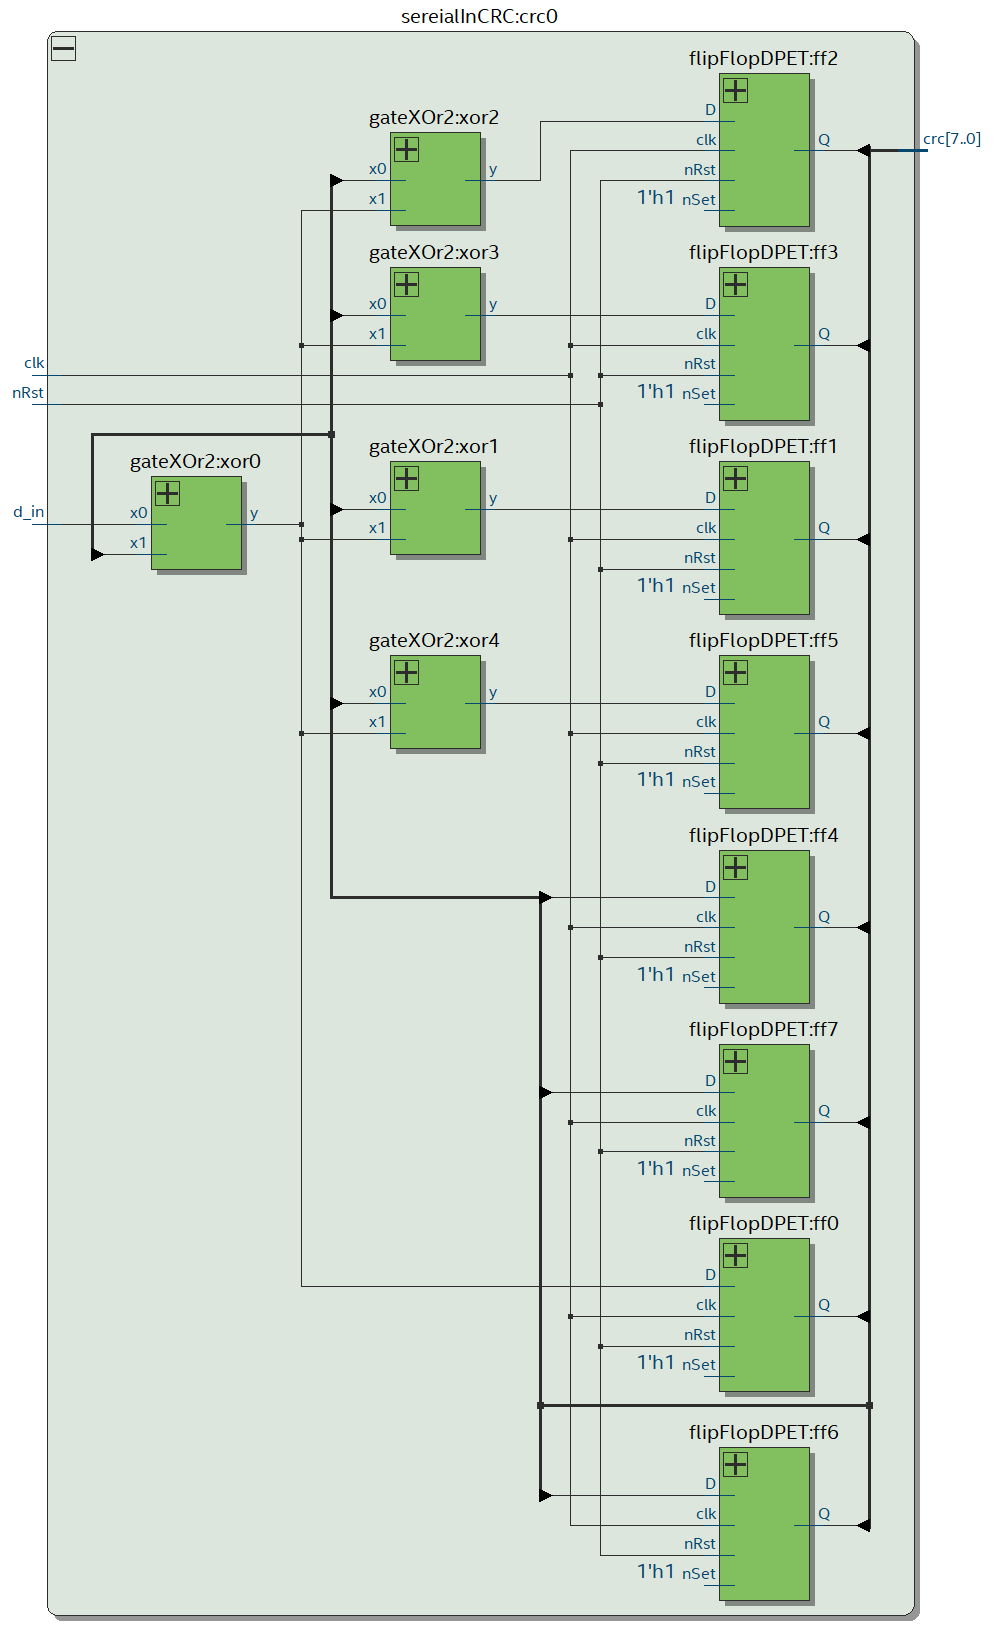 sereialInCRC:crc0
flipFlopDPET:ff2
D
clk
nRst
1'h1 nSet
Q
crc[7..0]
gateXOr2:xor2
x0
x1
y
flipFlopDPET:ff3
D
clk
nRst
1'h1 nSet
Q
gateXOr2:xor3
x0
x1
y
clk
nRst
d_in
gateXOr2:xor0
x0
x1
y
gateXOr2:xor1
x0
x1
y
flipFlopDPET:ff1
D
clk
nRst
1'h1 nSet
Q
gateXOr2:xor4
x0
x1
y
flipFlopDPET:ff5
D
clk
nRst
1'h1 nSet
Q
flipFlopDPET:ff4
D
clk
nRst
1'h1 nSet
Q
flipFlopDPET:ff7
D
clk
nRst
1'h1 nSet
Q
flipFlopDPET:ff0
D
clk
nRst
1'h1 nSet
Q
flipFlopDPET:ff6
D
clk
nRst
1'h1 nSet
Q